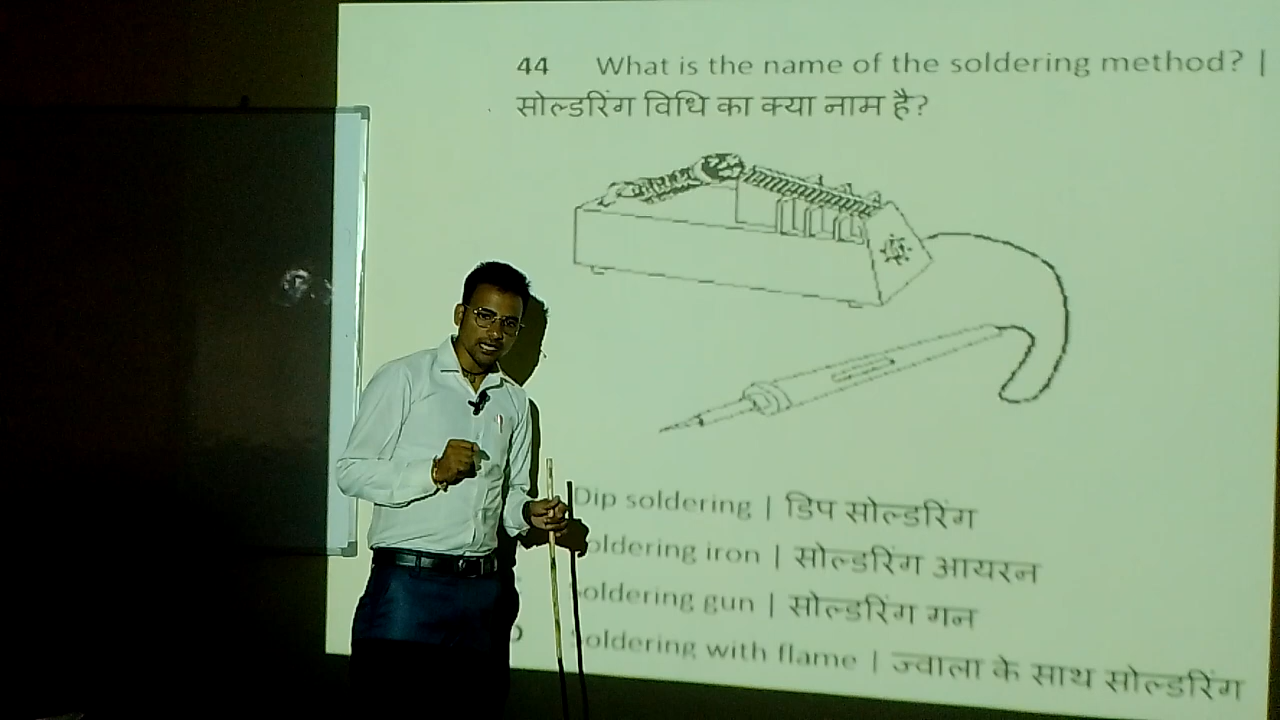 44 What is the name of the soldering method? |
सोल्डरिंग विधि का क्या नाम है?
Dip soldering | डिप सोल्डरिंग
oldering iron | सोल्डरिंग आयरन
oldering gun | सोल्डरिंग गन
Soldering with flame | ज्वाला के साथ सोल्डरिंग